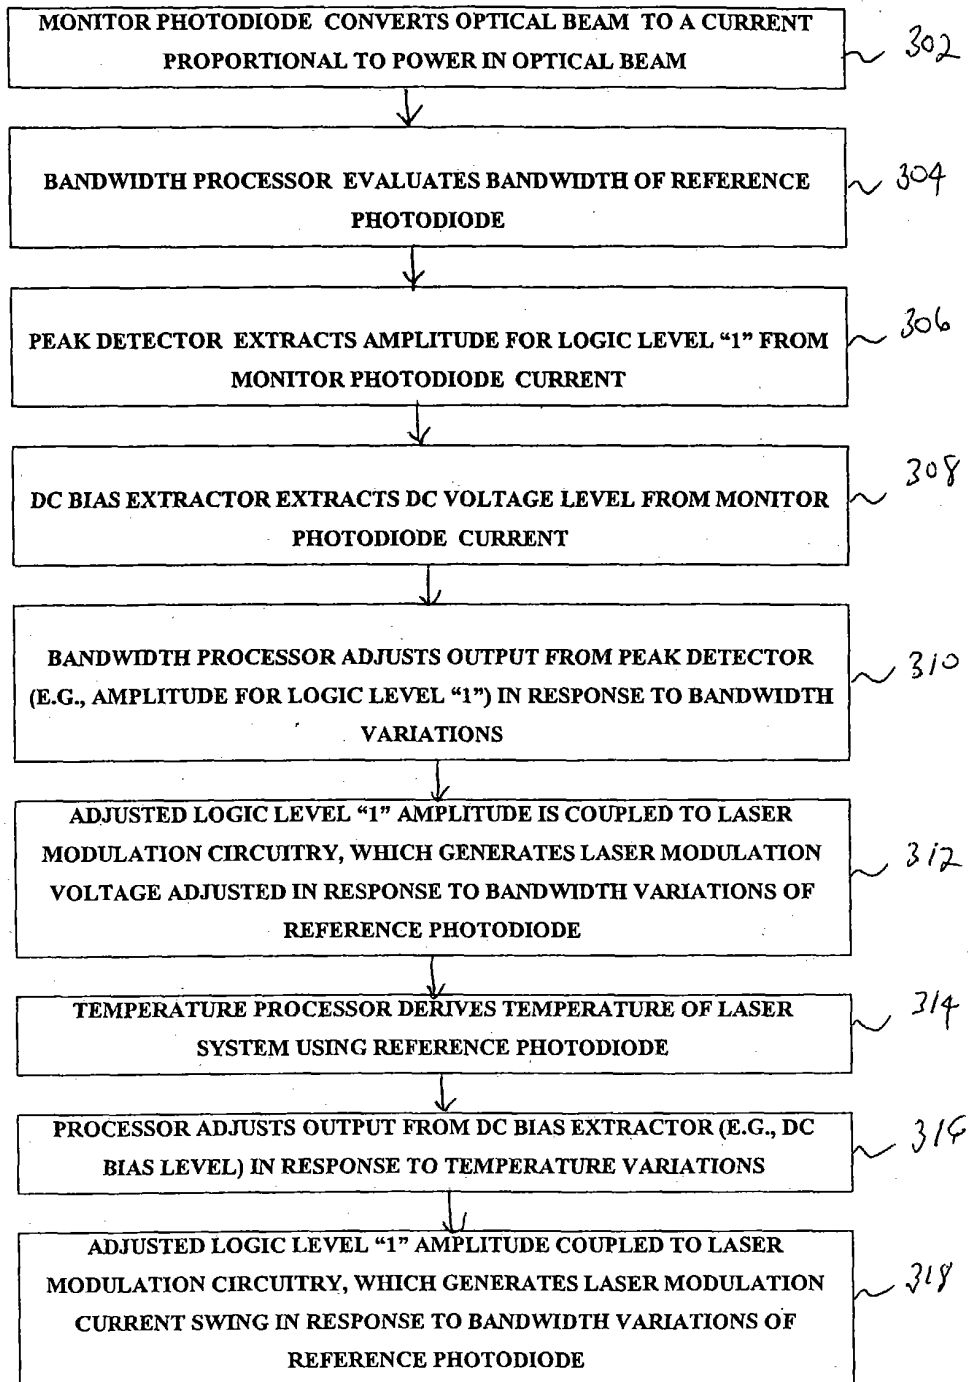 MONITOR PHOTODIODE CONVERTS OPTICAL BEAM TO A CURRENT
PROPORTIONAL TO POWER IN OPTICAL BEAM
302
BANDWIDTH PROCESSOR EVALUATES BANDWIDTH OF REFERENCE
PHOTODIODE
304
PEAK DETECTOR EXTRACTS AMPLITUDE FOR LOGIC LEVEL “1” FROM
MONITOR PHOTODIODE CURRENT
306
DC BIAS EXTRACTOR EXTRACTS DC VOLTAGE LEVEL FROM MONITOR
PHOTODIODE CURRENT
308
BANDWIDTH PROCESSOR ADJUSTS OUTPUT FROM PEAK DETECTOR
(E.G., AMPLITUDE FOR LOGIC LEVEL “1”) IN RESPONSE TO BANDWIDTH
VARIATIONS
310
ADJUSTED LOGIC LEVEL “1” AMPLITUDE IS COUPLED TO LASER
MODULATION CIRCUITRY, WHICH GENERATES LASER MODULATION
VOLTAGE ADJUSTED IN RESPONSE TO BANDWIDTH VARIATIONS OF
REFERENCE PHOTODIODE
312
TEMPERATURE PROCESSOR DERIVES TEMPERATURE OF LASER
SYSTEM USING REFERENCE PHOTODIODE
314
PROCESSOR ADJUSTS OUTPUT FROM DC BIAS EXTRACTOR (E.G., DC
BIAS LEVEL) IN RESPONSE TO TEMPERATURE VARIATIONS
316
ADJUSTED LOGIC LEVEL “1” AMPLITUDE COUPLED TO LASER
MODULATION CIRCUITRY, WHICH GENERATES LASER MODULATION
CURRENT SWING IN RESPONSE TO BANDWIDTH VARIATIONS OF
REFERENCE PHOTODIODE
318